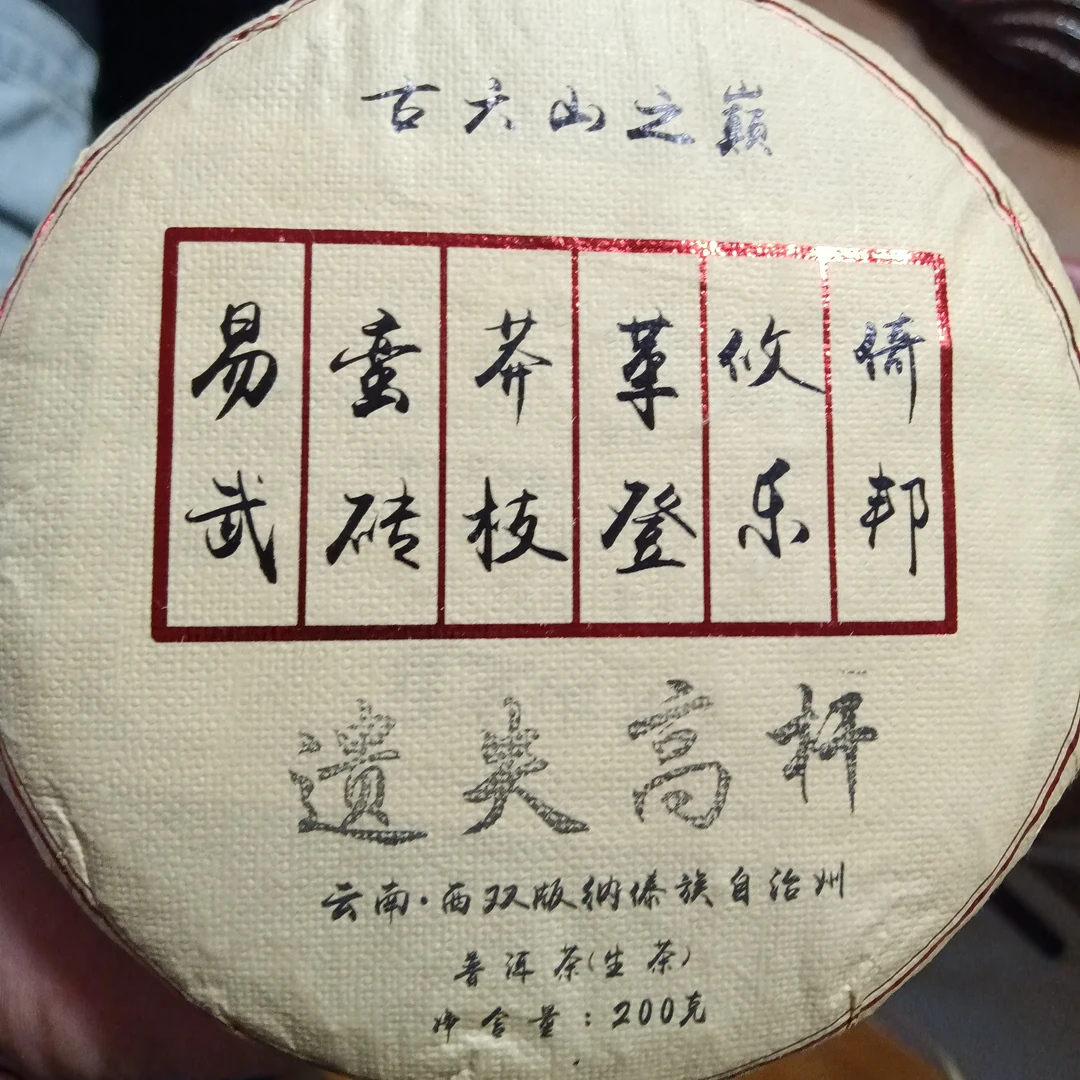 古六山之巅
易武 蛮砖 莽枝 革登 攸乐 倚邦
遗失高杆
云南·西双版纳傣族自治州
普洱茶(生茶)
净含量:200克